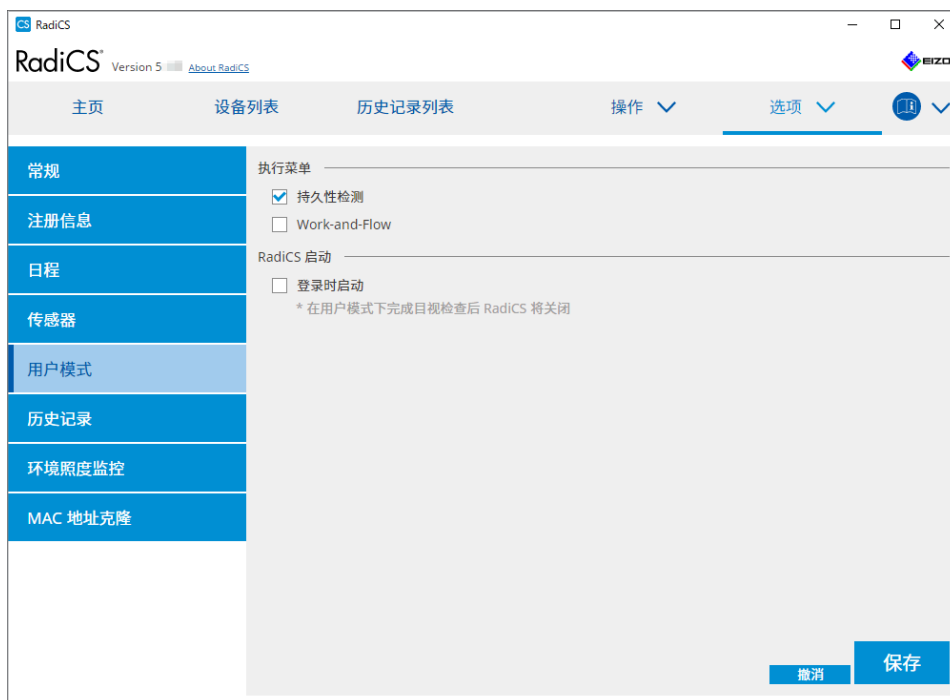 CS RadiCS
RadiCS® Version 5 About RadiCS
EIZO
主页 设备列表 历史记录列表 操作 选项
常规
注册信息
日程
传感器
用户模式
历史记录
环境照度监控
MAC 地址克隆
执行菜单
持久性检测
Work-and-Flow
RadiCS 启动
登录时启动
* 在用户模式下完成目视检查后 RadiCS 将关闭
撤消
保存